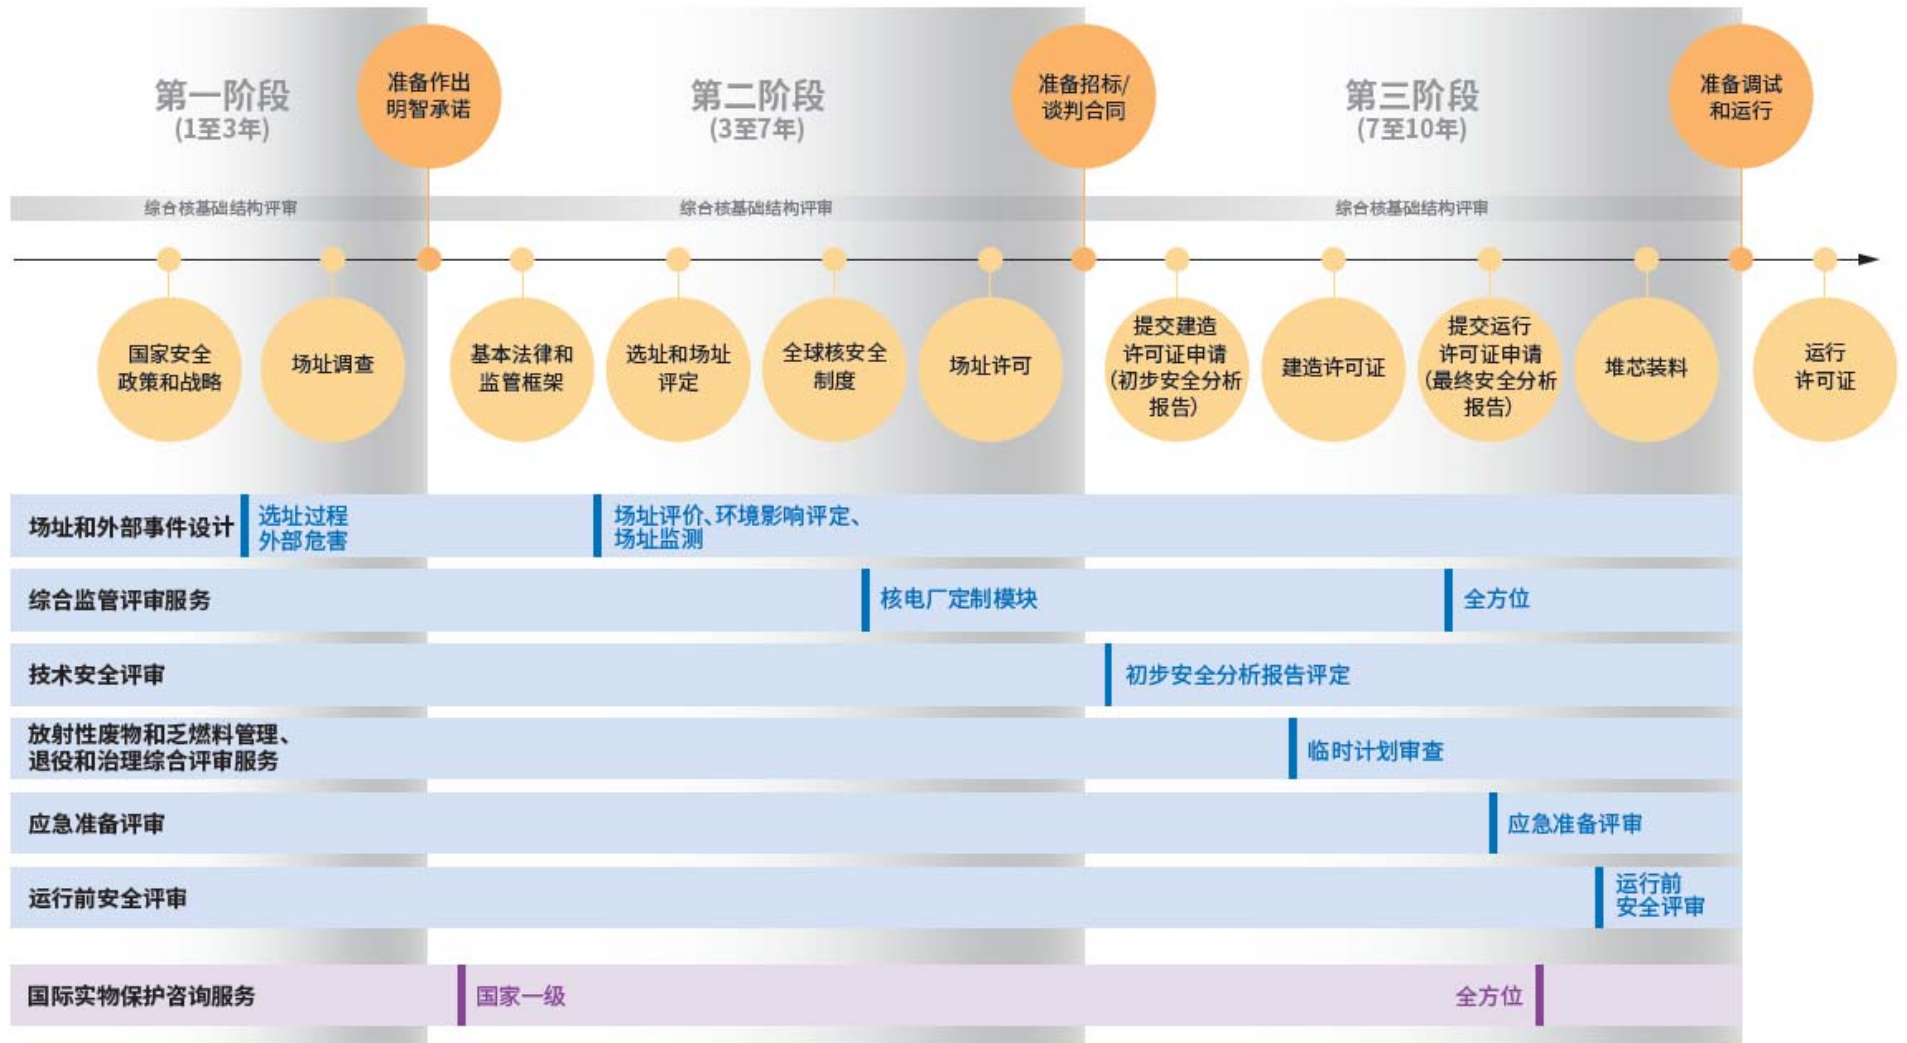 第一阶段
(1至3年)
准备作出
明智承诺
第二阶段
(3至7年)
准备招标/
谈判合同
第三阶段
(7至10年)
准备调试
和运行
综合核基础结构评审
综合核基础结构评审
综合核基础结构评审
国家安全
政策和战略
场址调查
基本法律和
监管框架
选址和场址
评定
全球核安全
制度
场址许可
提交建造
许可证申请
(初步安全分析
报告)
建造许可证
提交运行
许可证申请
(最终安全分析
报告)
堆芯装料
运行
许可证
场址和外部事件设计
选址过程
外部危害
场址评价、环境影响评定、
场址监测
综合监管评审服务
核电厂定制模块
全方位
技术安全评审
初步安全分析报告评定
放射性废物和乏燃料管理、
退役和治理综合评审服务
临时计划审查
应急准备评审
应急准备评审
运行前安全评审
运行前
安全评审
国际实物保护咨询服务
国家一级
全方位